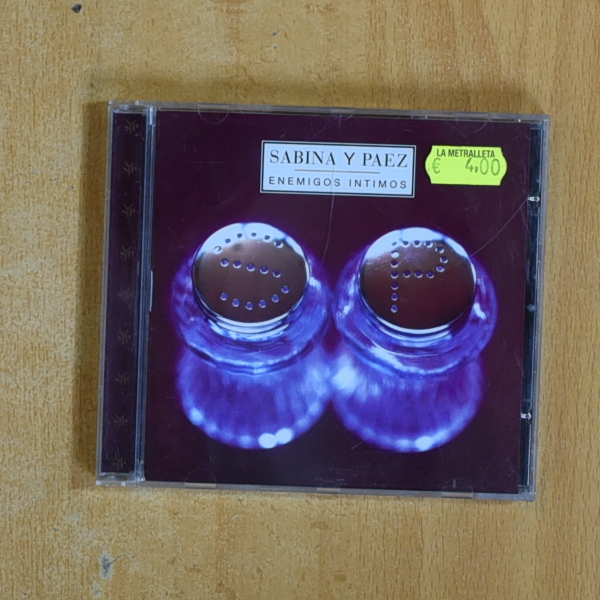 SABINA Y PAEZ
ENEMIGOS INTIMOS
LA METRALLETA
€ 4,00
S P